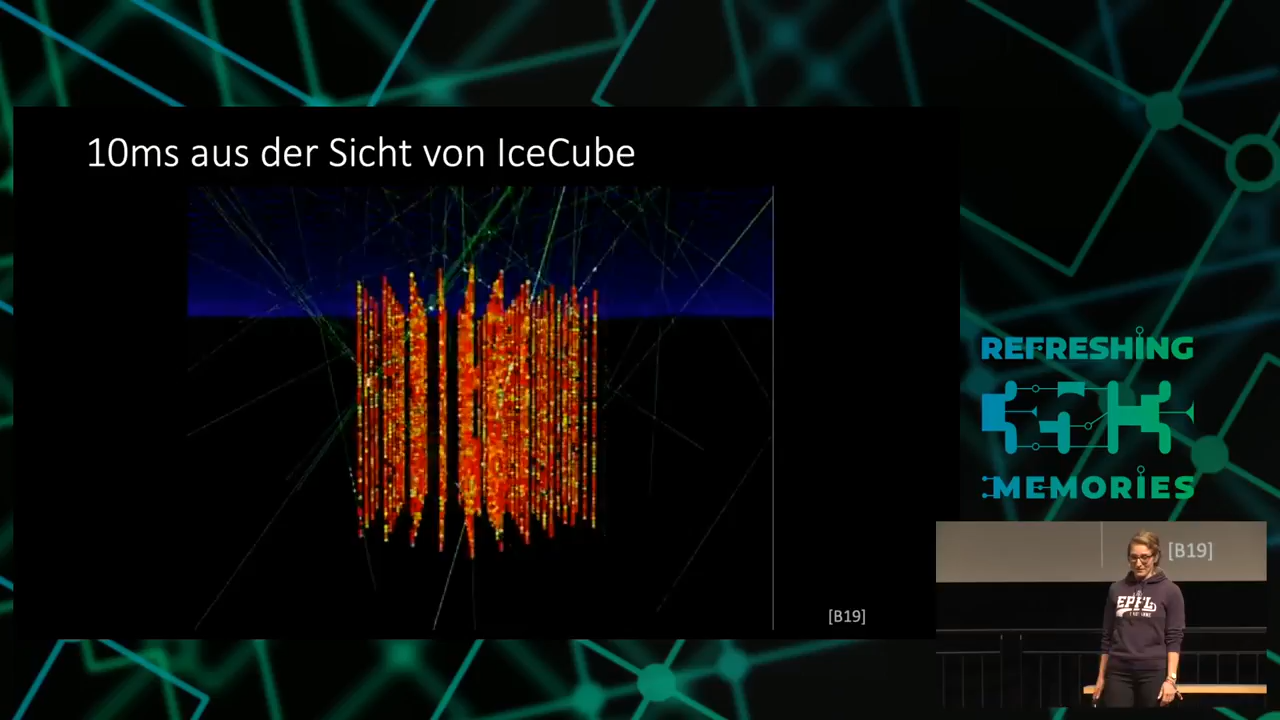 10ms aus der Sicht von IceCube
[B19]
REFRESHING
MEMORIES
[B19]
EPFL